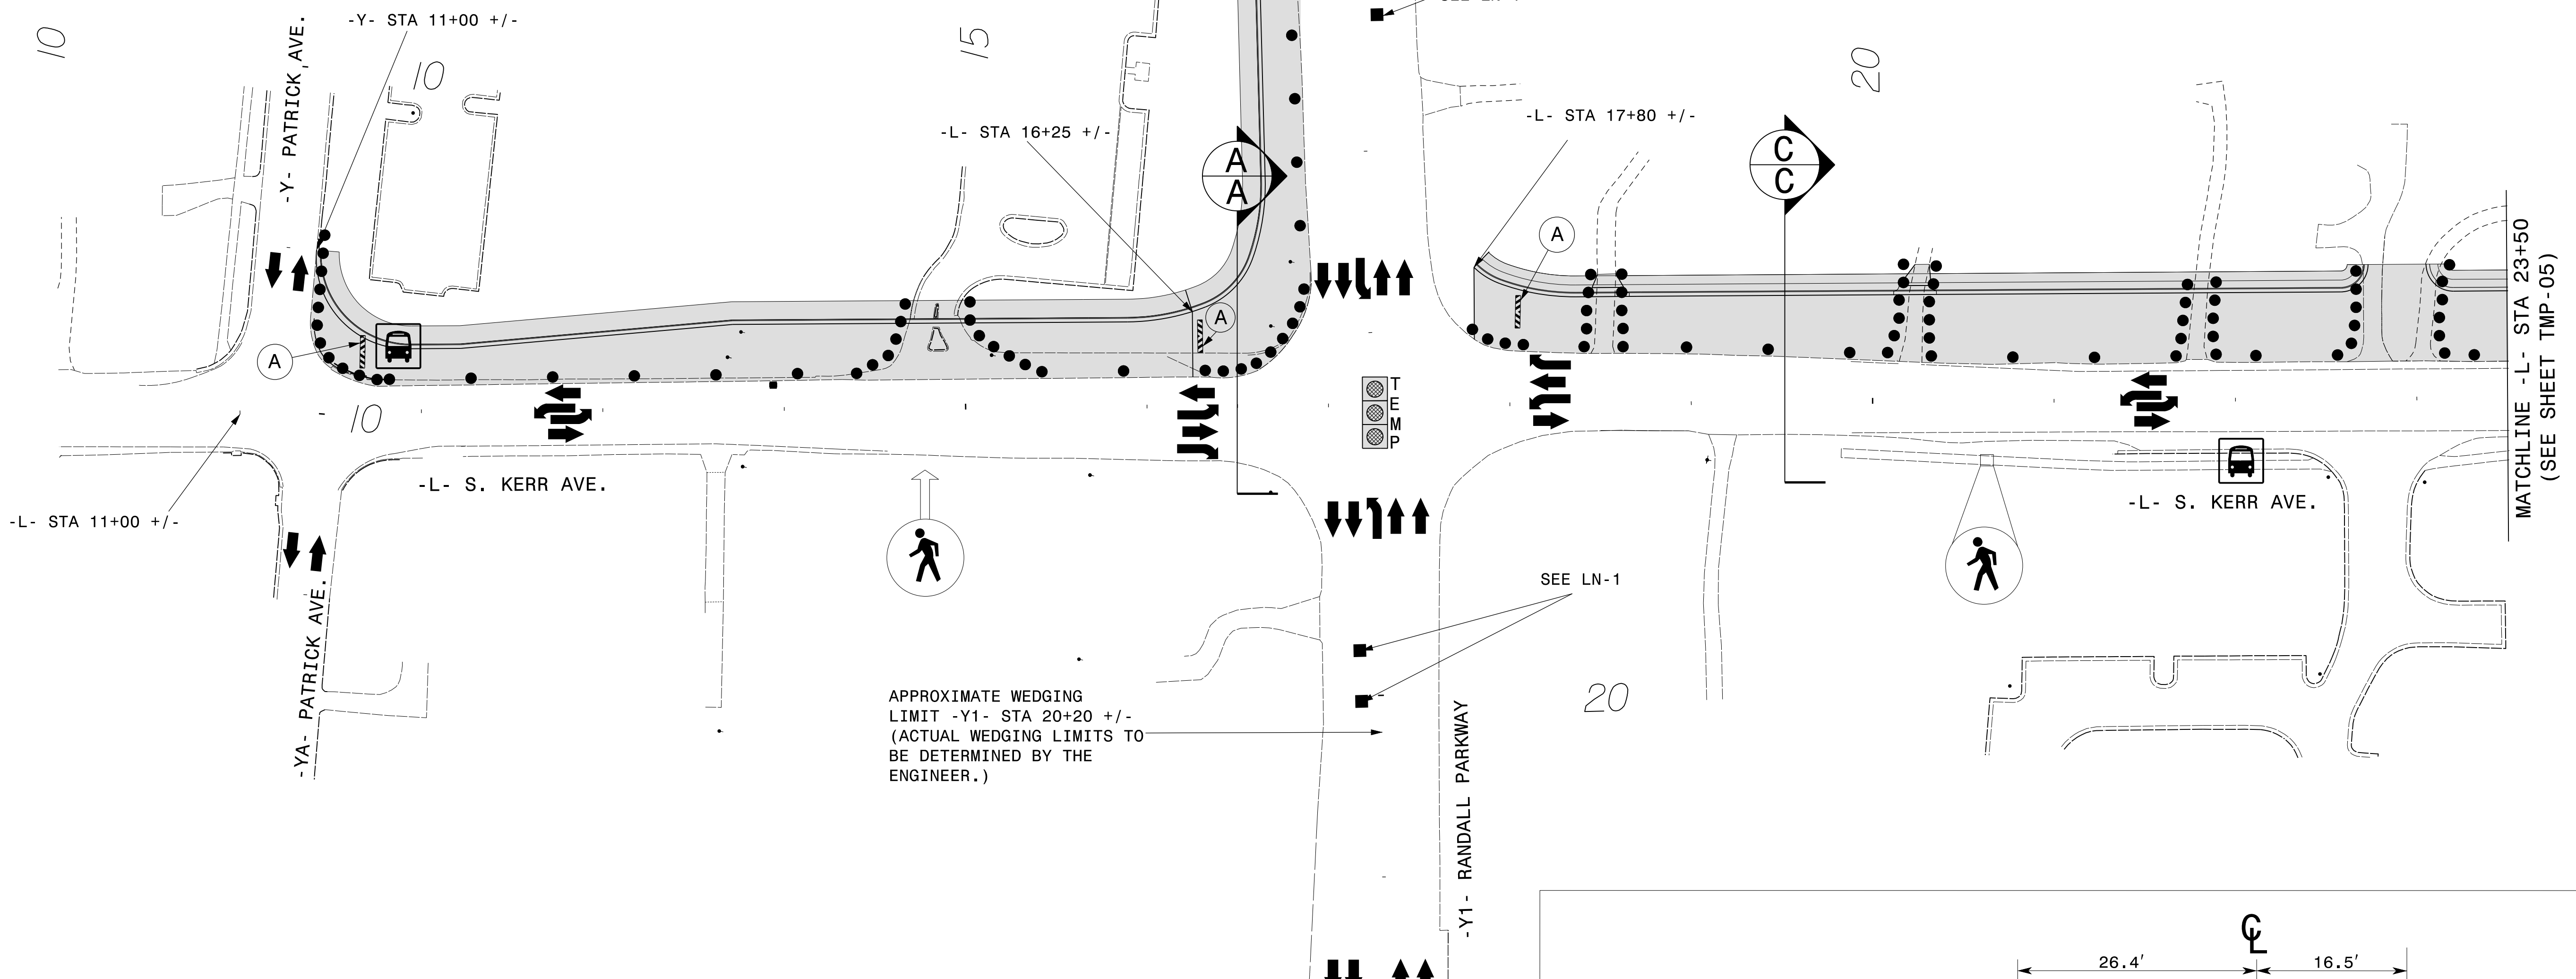 -Y- STA 11+00 +/-
10
-Y- PATRICK AVE.
10
15
-L- STA 16+25 +/-
A
A
-L- STA 17+80 +/-
20
C
C
A
A
A
10
T
E
M
P
-L- S. KERR AVE.
-L- STA 11+00 +/-
-L- S. KERR AVE.
MATCHLINE -L- STA 23+50
(SEE SHEET TMP-05)
SEE LN-1
-YA- PATRICK AVE.
APPROXIMATE WEDGING
LIMIT -Y1- STA 20+20 +/-
(ACTUAL WEDGING LIMITS TO
BE DETERMINED BY THE
ENGINEER.)
20
-Y1- RANDALL PARKWAY
CL
26.4'
16.5'